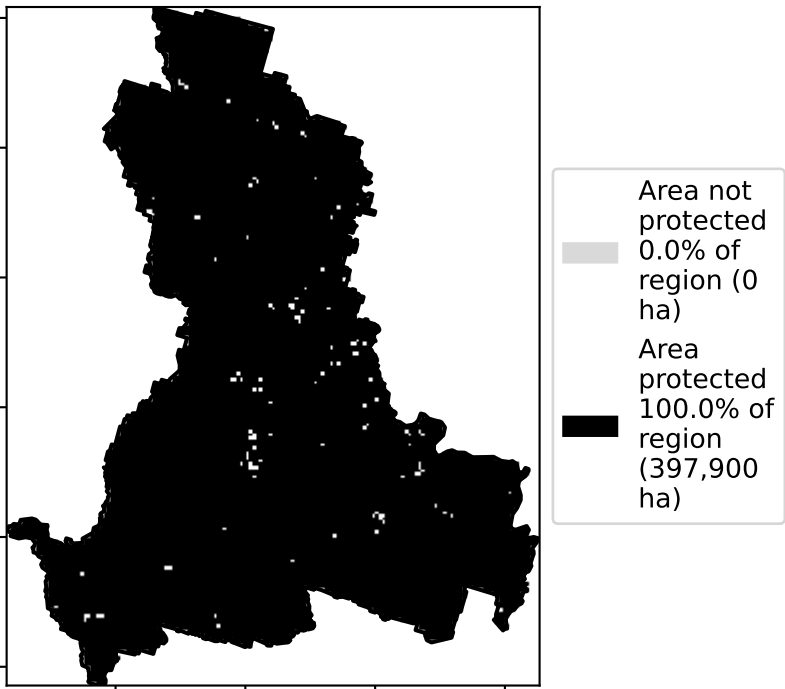 Area not
protected
0.0% of
region (0
ha)
Area
protected
100.0% of
region
(397,900
ha)